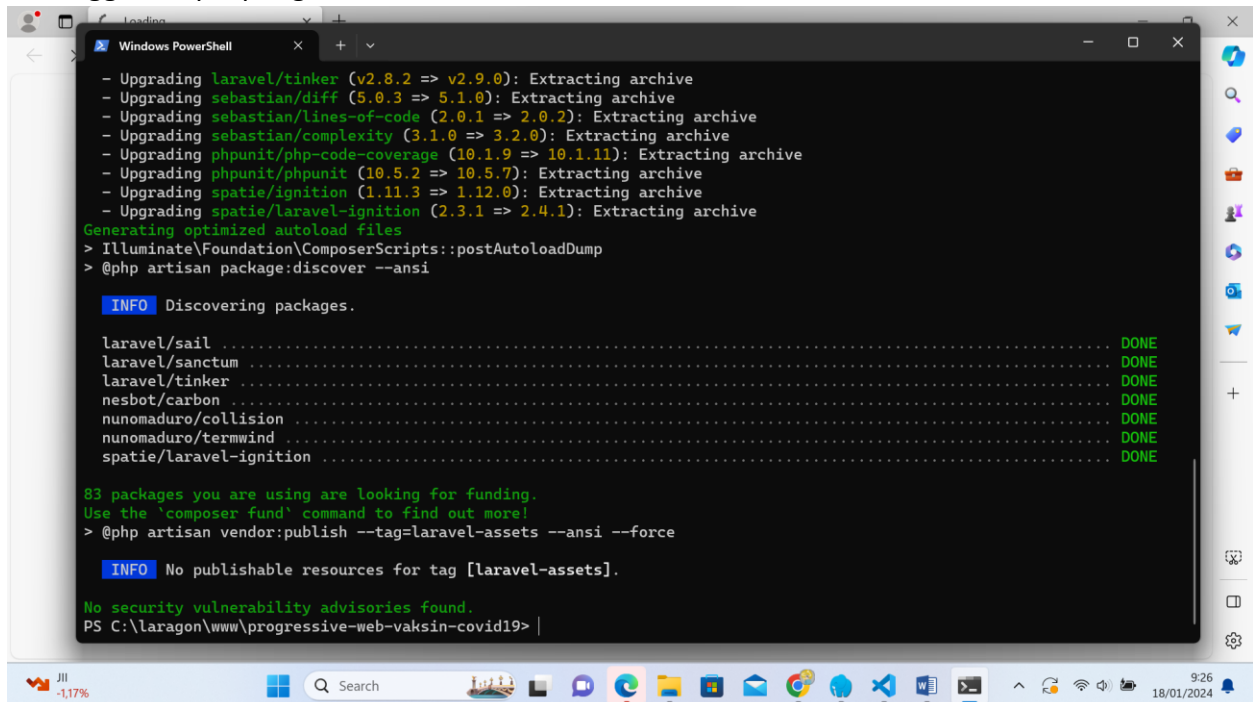 Loading
Windows PowerShell
- Upgrading laravel/tinker (v2.8.2 => v2.9.0): Extracting archive
- Upgrading sebastian/diff (5.0.3 => 5.1.0): Extracting archive
- Upgrading sebastian/lines-of-code (2.0.1 => 2.0.2): Extracting archive
- Upgrading sebastian/complexity (3.1.0 => 3.2.0): Extracting archive
- Upgrading phpunit/php-code-coverage (10.1.9 => 10.1.11): Extracting archive
- Upgrading phpunit/phpunit (10.5.2 => 10.5.7): Extracting archive
- Upgrading spatie/ignition (1.11.3 => 1.12.0): Extracting archive
- Upgrading spatie/laravel-ignition (2.3.1 => 2.4.1): Extracting archive
Generating optimized autoload files
> Illuminate\Foundation\ComposerScripts::postAutoloadDump
> @php artisan package:discover --ansi
INFO Discovering packages.
laravel/sail ........ DONE
laravel/sanctum ........ DONE
laravel/tinker ........ DONE
nesbot/carbon ........ DONE
nunomaduro/collision ........ DONE
nunomaduro/termwind ........ DONE
spatie/laravel-ignition ........ DONE
83 packages you are using are looking for funding.
Use the `composer fund` command to find out more!
> @php artisan vendor:publish --tag=laravel-assets --ansi --force
INFO No publishable resources for tag [laravel-assets].
No security vulnerability advisories found.
PS C:\laragon\www\progressive-web-vaksin-covid19>
JII
-1,17%
Search
9:26
18/01/2024